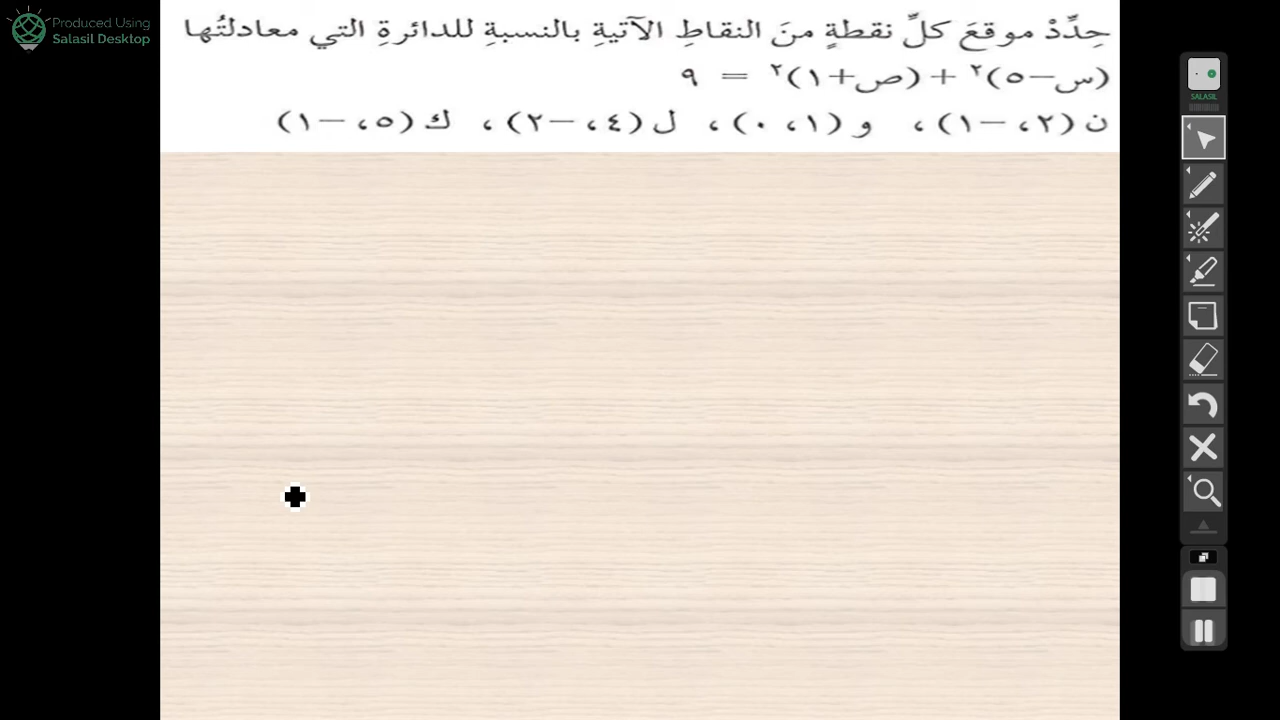 Produced Using
Salasil Desktop
حِدِّدْ موقعَ كلِّ نقطةٍ منَ النقاطِ الآتيةِ بالنسبةِ للدائرةِ التي معادلتُها
(س−٥)٢ + (ص+١)٢ = ٩
ن (٢، −١)، و (١، ٠)، ل (٤، −٢)، ك (٥، −١)
SALASIL